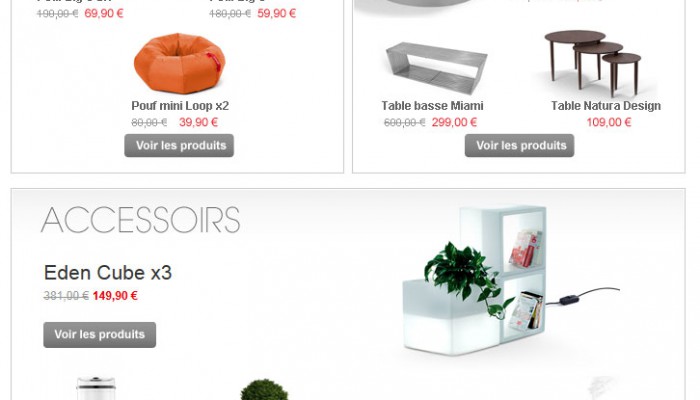 190,00 € 69,90 €
180,00 € 59,90 €
Pouf mini Loop x2
80,00 € 39,90 €
Voir les produits
Table basse Miami
600,00 € 299,00 €
Table Natura Design
109,00 €
Voir les produits
ACCESSOIRS
Eden Cube x3
381,00 € 149,90 €
Voir les produits